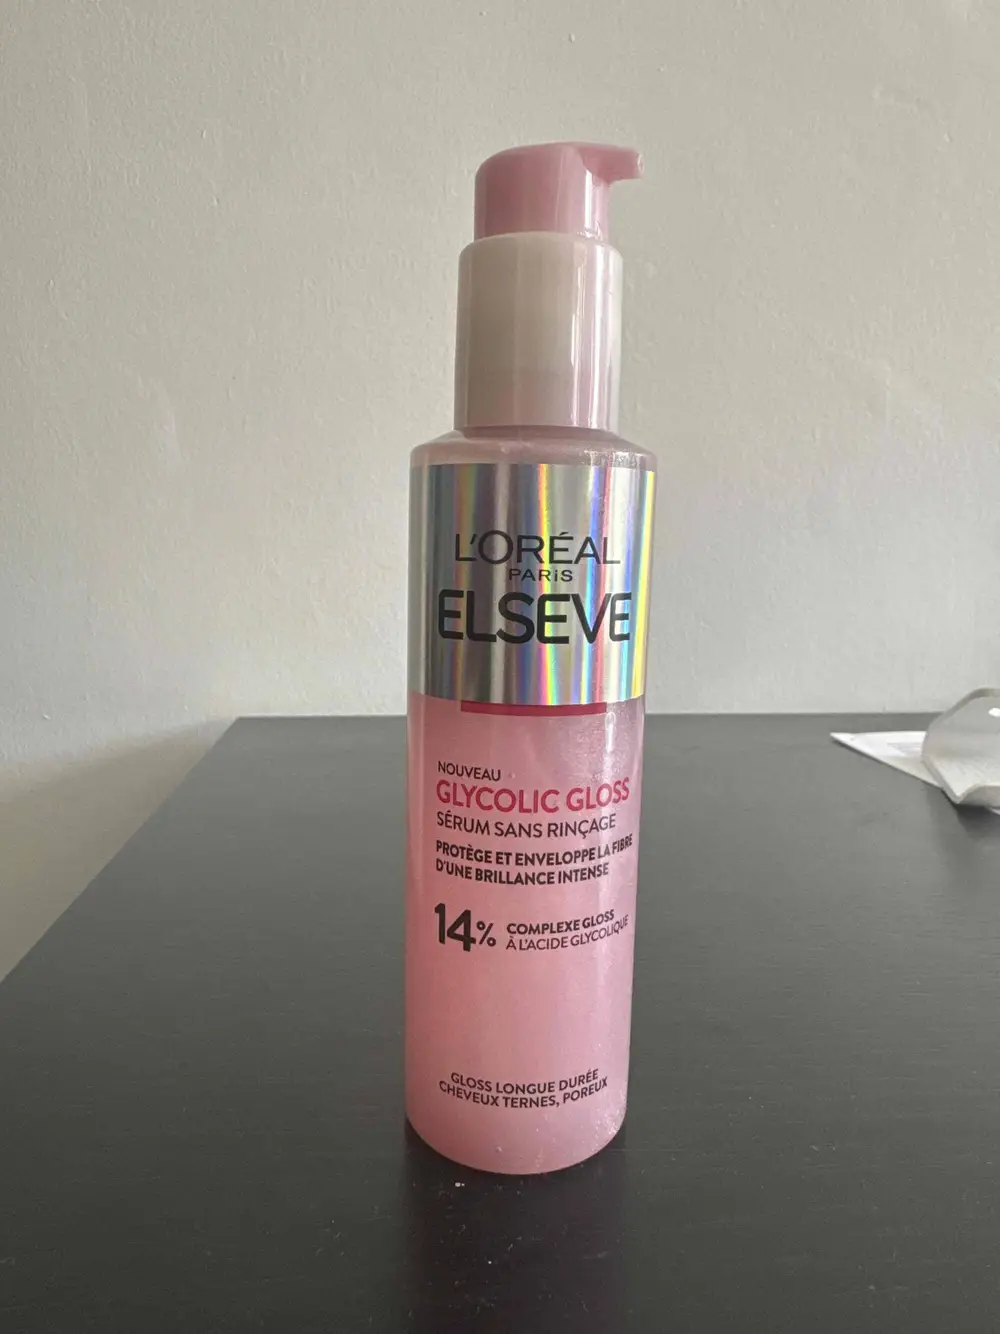 L'ORÉAL
PARiS
ELSEVE
NOUVEAU
GLYCOLIC GLOSS
SÉRUM SANS RINÇAGE
PROTÈGE ET ENVELOPPE LA FIBRE
D'UNE BRILLANCE INTENSE
14% COMPLEXE GLOSS
À L'ACIDE GLYCOLIQUE
GLOSS LONGUE DURÉE
CHEVEUX TERNES, POREUX